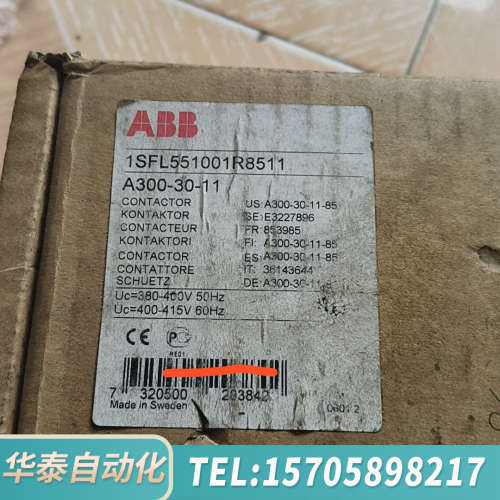 ABB
1SFL551001R8511
A300-30-11
CONTACTOR US: A300-30-11-85
KONTAKTOR SE: E3227896
CONTACTEUR FR: 853985
KONTAKTORI FI: A300-30-11-85
CONTACTOR ES: A300-30-11-85
CONTATTORE IT: 36143644
SCHUETZ DE: A300-30-11
Uc=380-400V 50Hz
Uc=400-415V 60Hz
CE
RE01
7 320500 203842
Made in Sweden
华泰自动化 TEL:15705898217